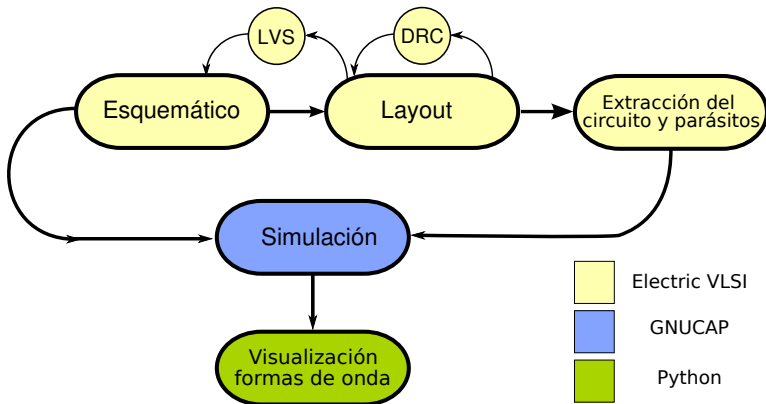 LVS
DRC
Esquemático
Layout
Extracción del
circuito y parásitos
Simulación
Visualización
formas de onda
Electric VLSI
GNUCAP
Python